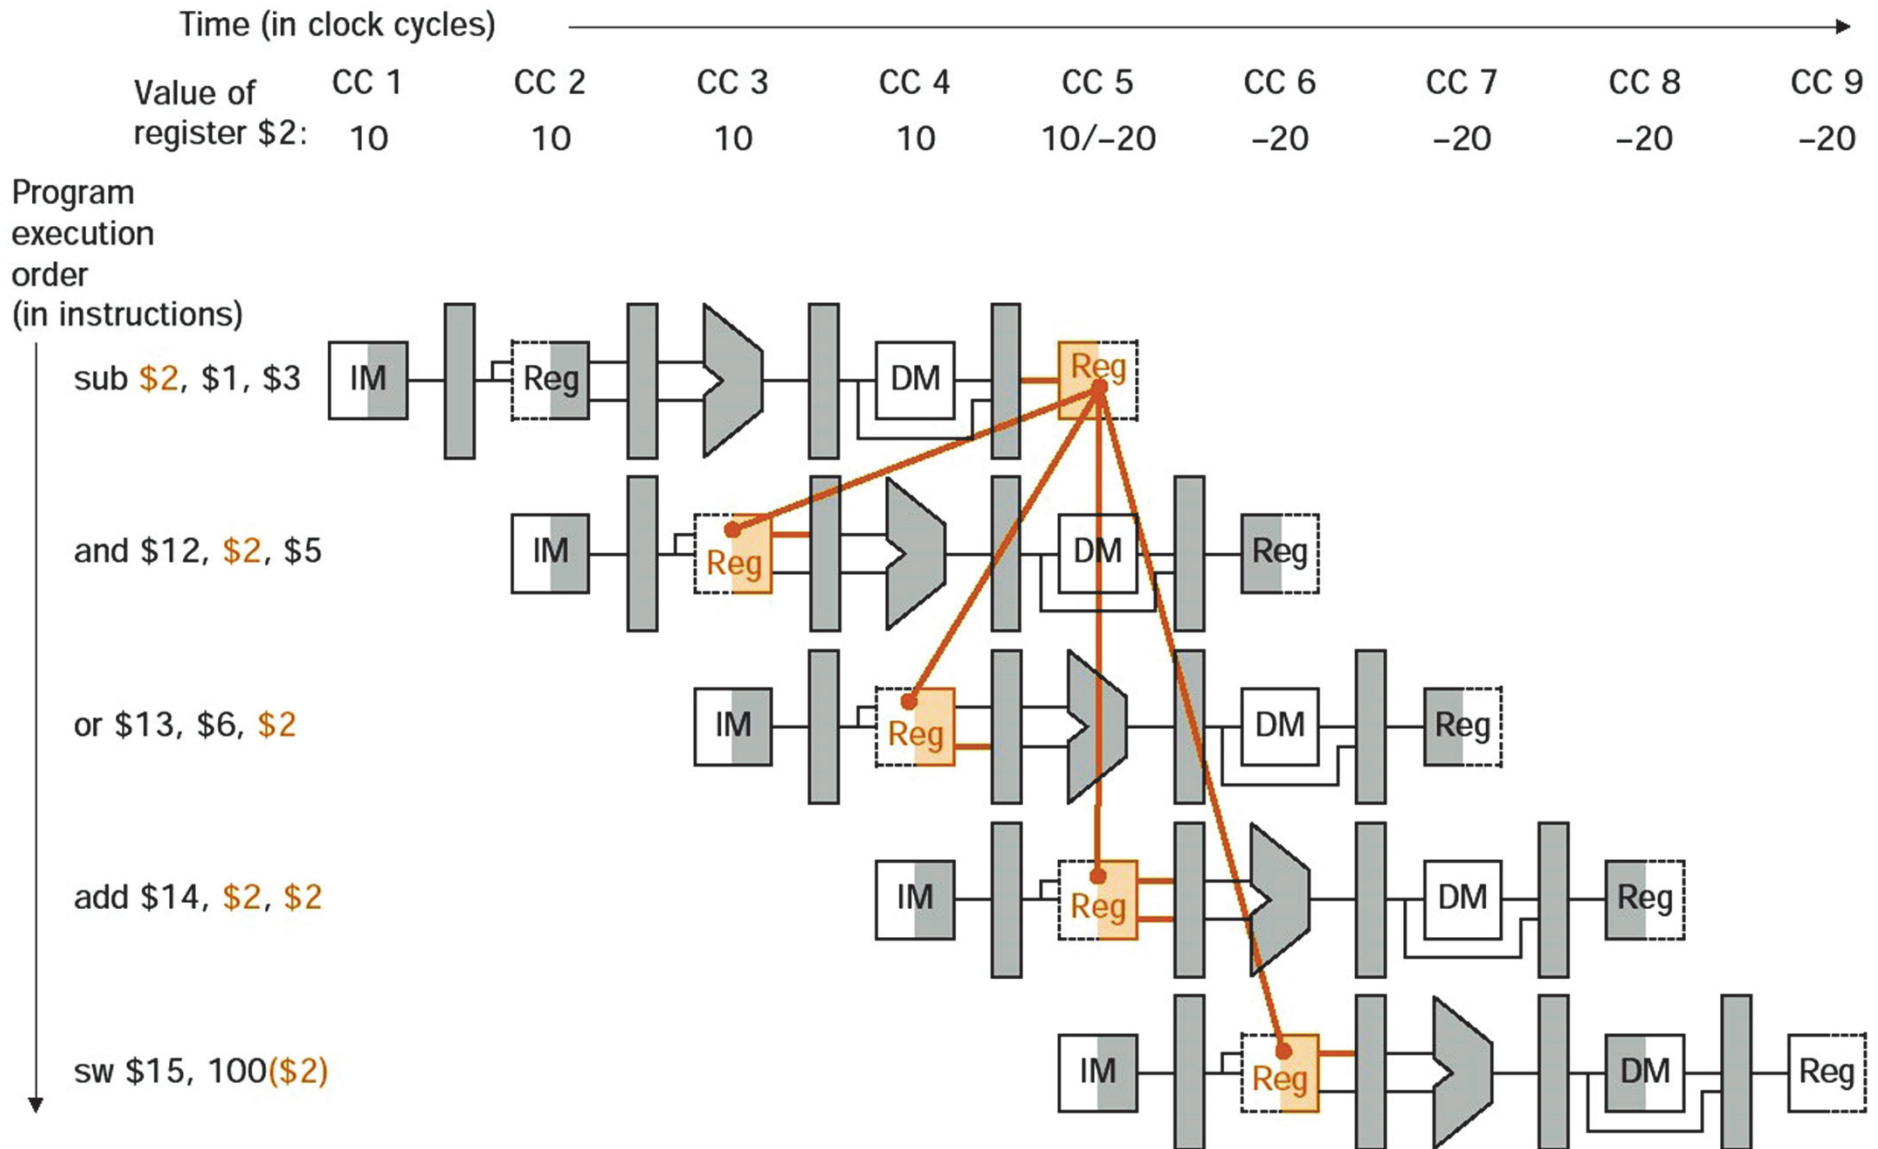 Time (in clock cycles)
CC 1 CC 2 CC 3 CC 4 CC 5 CC 6 CC 7 CC 8 CC 9
Value of
register $2: 10 10 10 10 10/–20 –20 –20 –20 –20
Program
execution
order
(in instructions)
sub $2, $1, $3 IM Reg DM Reg
and $12, $2, $5 IM Reg DM Reg
or $13, $6, $2 IM Reg DM Reg
add $14, $2, $2 IM Reg DM Reg
sw $15, 100($2) IM Reg DM Reg